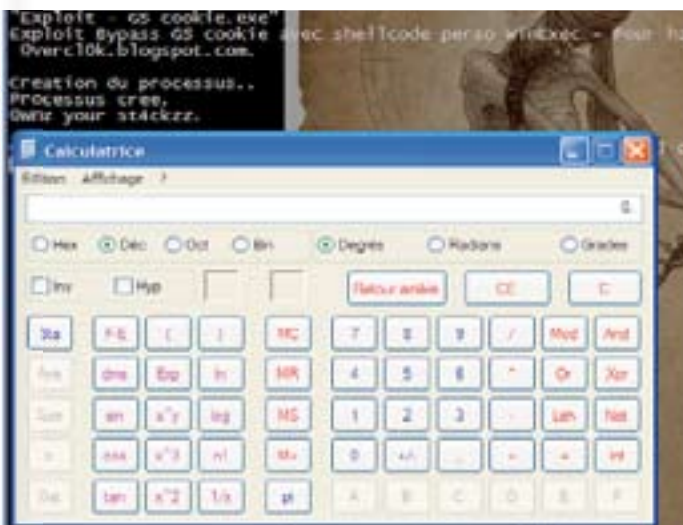 "Exploit - GS cookie.exe"
Exploit Bypass GS cookie avec shellcode perso WinExec - Pour
Overcl0k.blogspot.com.
Creation du processus..
Processus cree,
Ownz your st4ckzz.
Calculatrice
Edition Affichage ?
0.
Hex Déc Oct Bin Degrés Radians Grades
Inv Hyp Retour arrière CE C
Sta F-E ( ) MC 7 8 9 / Mod And
Ave dms Exp ln MR 4 5 6 * Or Xor
Sum sin x^y log MS 1 2 3 - Lsh Not
s cos x^3 n! M+ 0 +/- , + = Int
Dat tan x^2 1/x pi A B C D E F